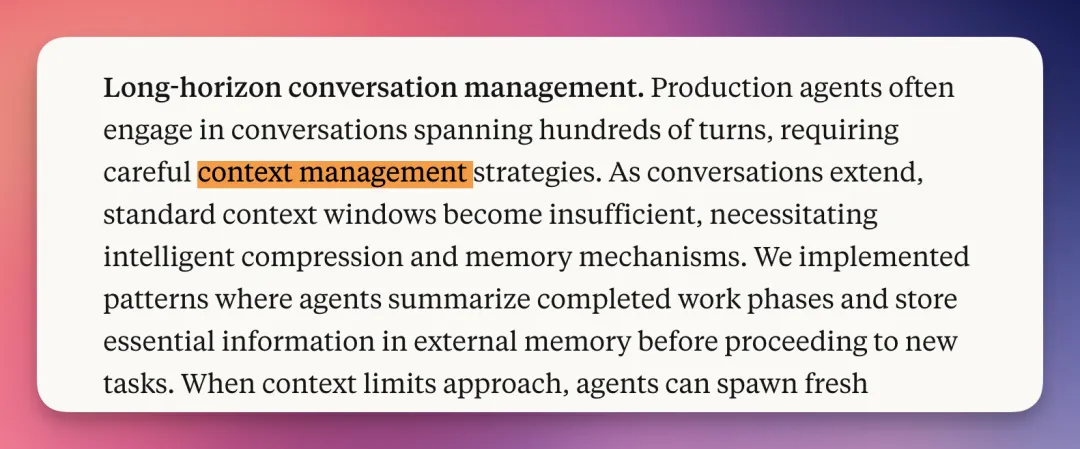 Long-horizon conversation management. Production agents often
engage in conversations spanning hundreds of turns, requiring
careful context management strategies. As conversations extend,
standard context windows become insufficient, necessitating
intelligent compression and memory mechanisms. We implemented
patterns where agents summarize completed work phases and store
essential information in external memory before proceeding to new
tasks. When context limits approach, agents can spawn fresh